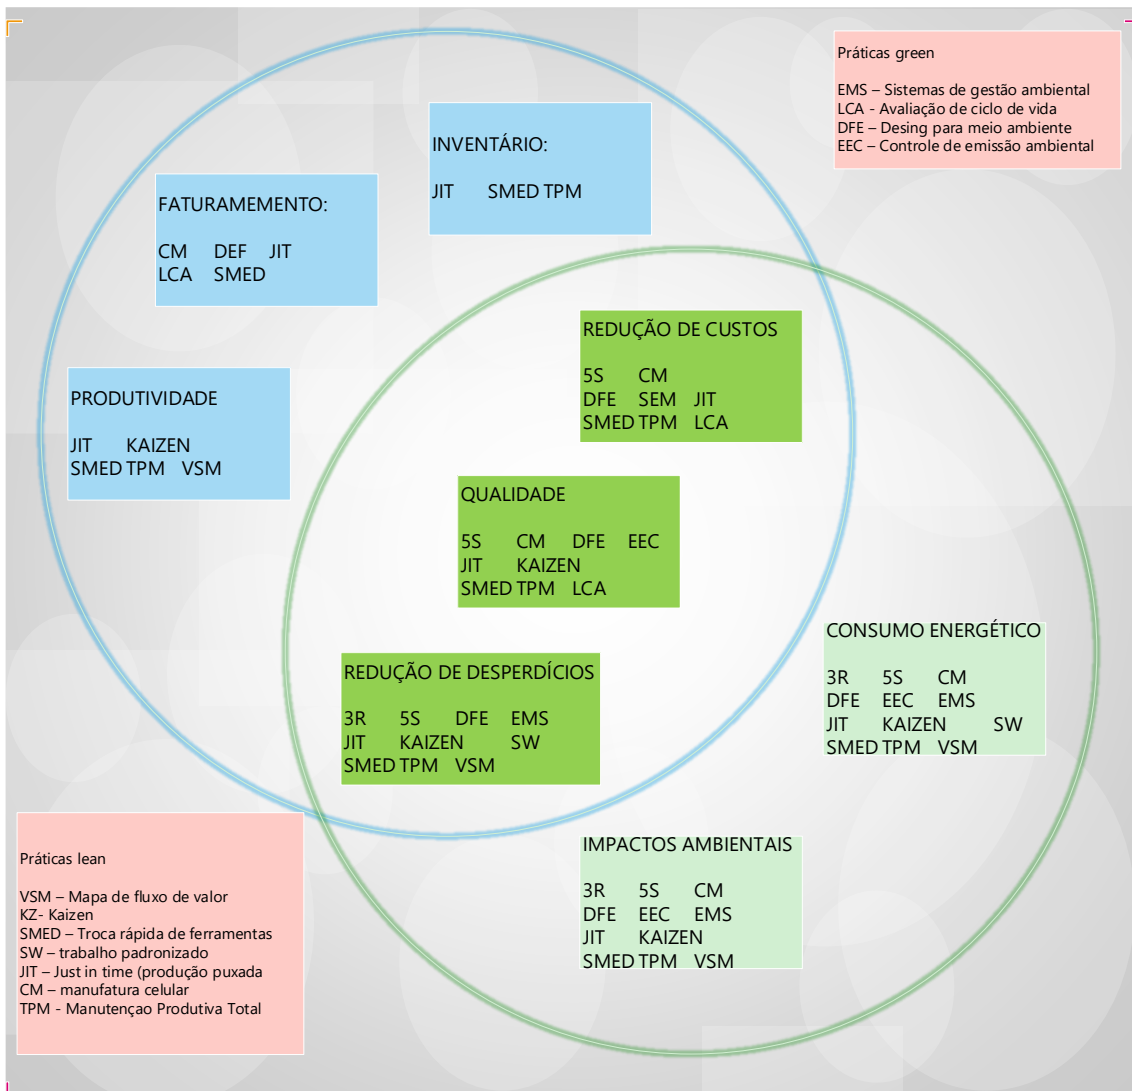 Práticas green
EMS – Sistemas de gestão ambiental
LCA - Avaliação de ciclo de vida
DFE – Desing para meio ambiente
EEC – Controle de emissão ambiental
INVENTÁRIO:
JIT SMED TPM
FATURAMEMENTO:
CM DEF JIT
LCA SMED
REDUÇÃO DE CUSTOS
5S CM
DFE SEM JIT
SMED TPM LCA
PRODUTIVIDADE
JIT KAIZEN
SMED TPM VSM
QUALIDADE
5S CM DFE EEC
JIT KAIZEN
SMED TPM LCA
CONSUMO ENERGÉTICO
3R 5S CM
DFE EEC EMS
JIT KAIZEN SW
SMED TPM VSM
REDUÇÃO DE DESPERDÍCIOS
3R 5S DFE EMS
JIT KAIZEN SW
SMED TPM VSM
IMPACTOS AMBIENTAIS
3R 5S CM
DFE EEC EMS
JIT KAIZEN
SMED TPM VSM
Práticas lean
VSM – Mapa de fluxo de valor
KZ- Kaizen
SMED – Troca rápida de ferramentas
SW – trabalho padronizado
JIT – Just in time (produção puxada
CM – manufatura celular
TPM - Manutençao Produtiva Total